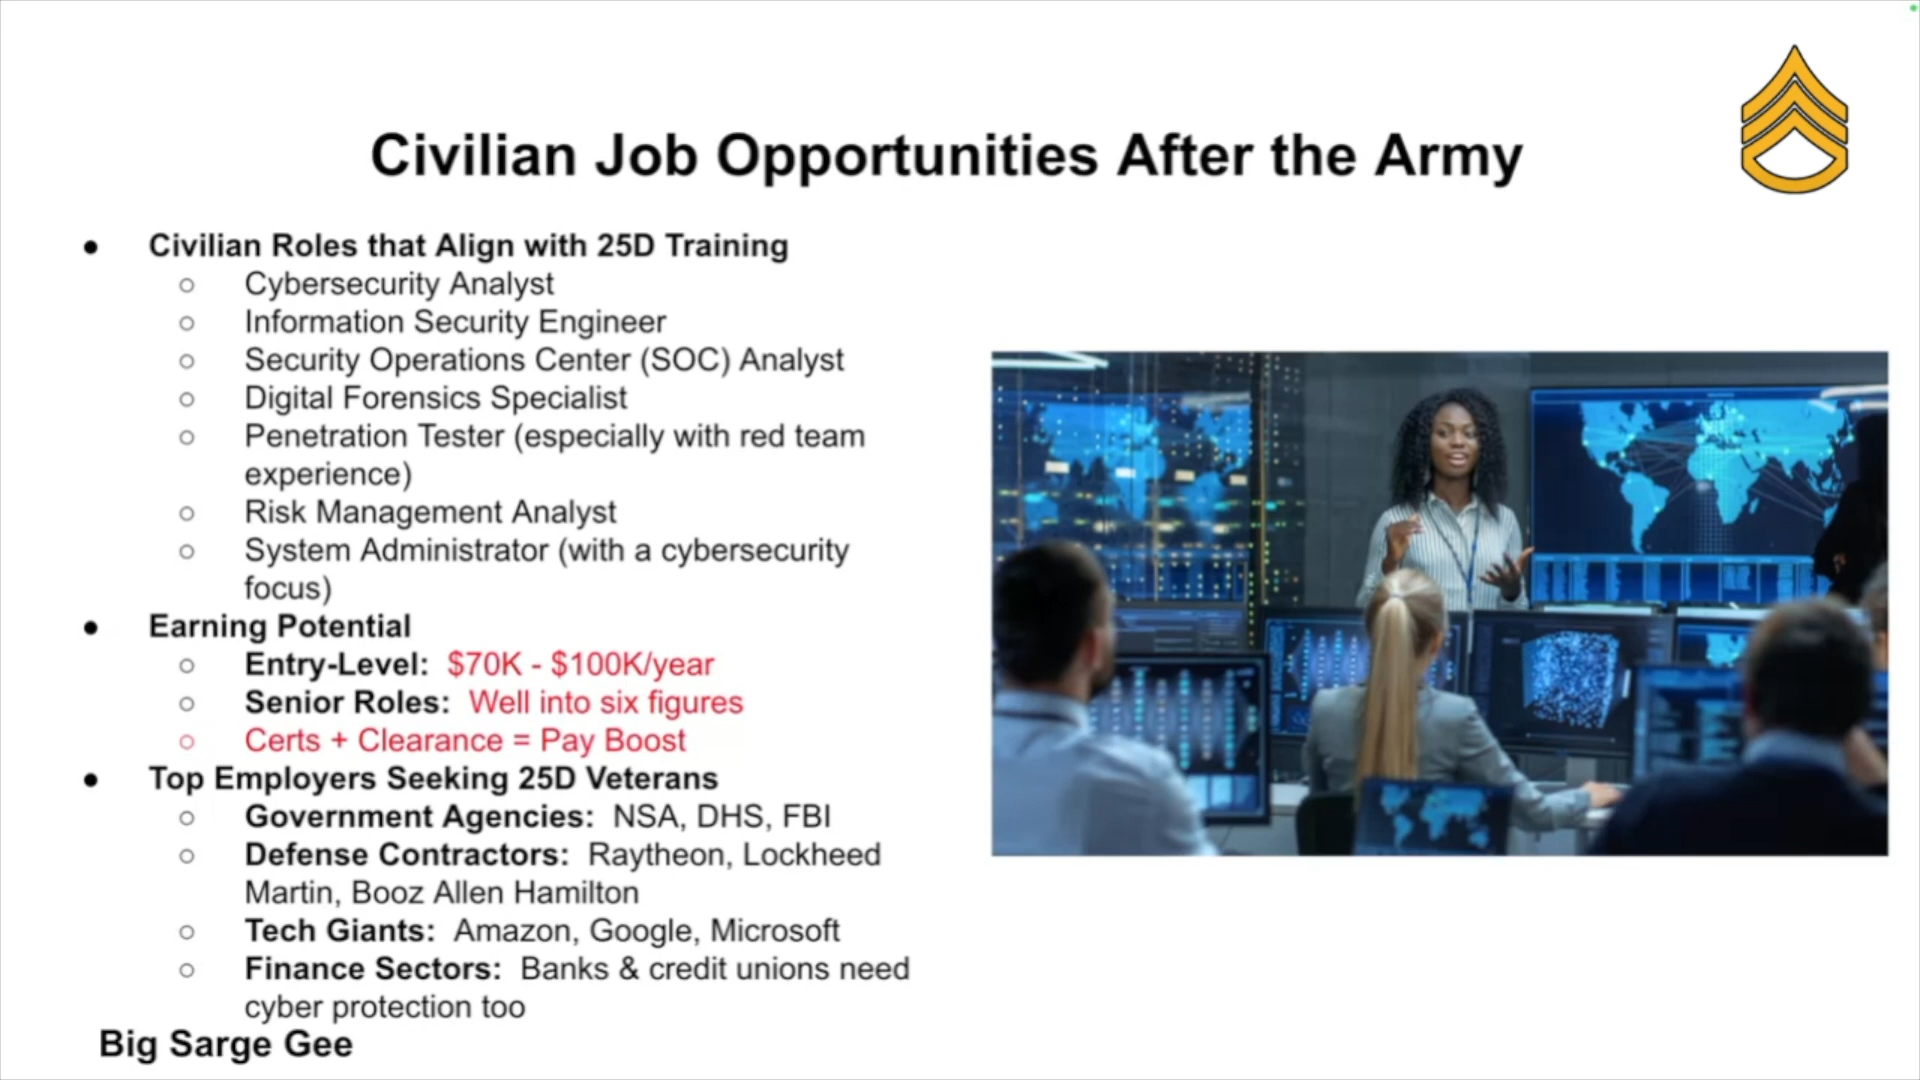 Civilian Job Opportunities After the Army
● Civilian Roles that Align with 25D Training
○ Cybersecurity Analyst
○ Information Security Engineer
○ Security Operations Center (SOC) Analyst
○ Digital Forensics Specialist
○ Penetration Tester (especially with red team
experience)
○ Risk Management Analyst
○ System Administrator (with a cybersecurity
focus)
● Earning Potential
○ Entry-Level: $70K - $100K/year
○ Senior Roles: Well into six figures
○ Certs + Clearance = Pay Boost
● Top Employers Seeking 25D Veterans
○ Government Agencies: NSA, DHS, FBI
○ Defense Contractors: Raytheon, Lockheed
Martin, Booz Allen Hamilton
○ Tech Giants: Amazon, Google, Microsoft
○ Finance Sectors: Banks & credit unions need
cyber protection too
Big Sarge Gee